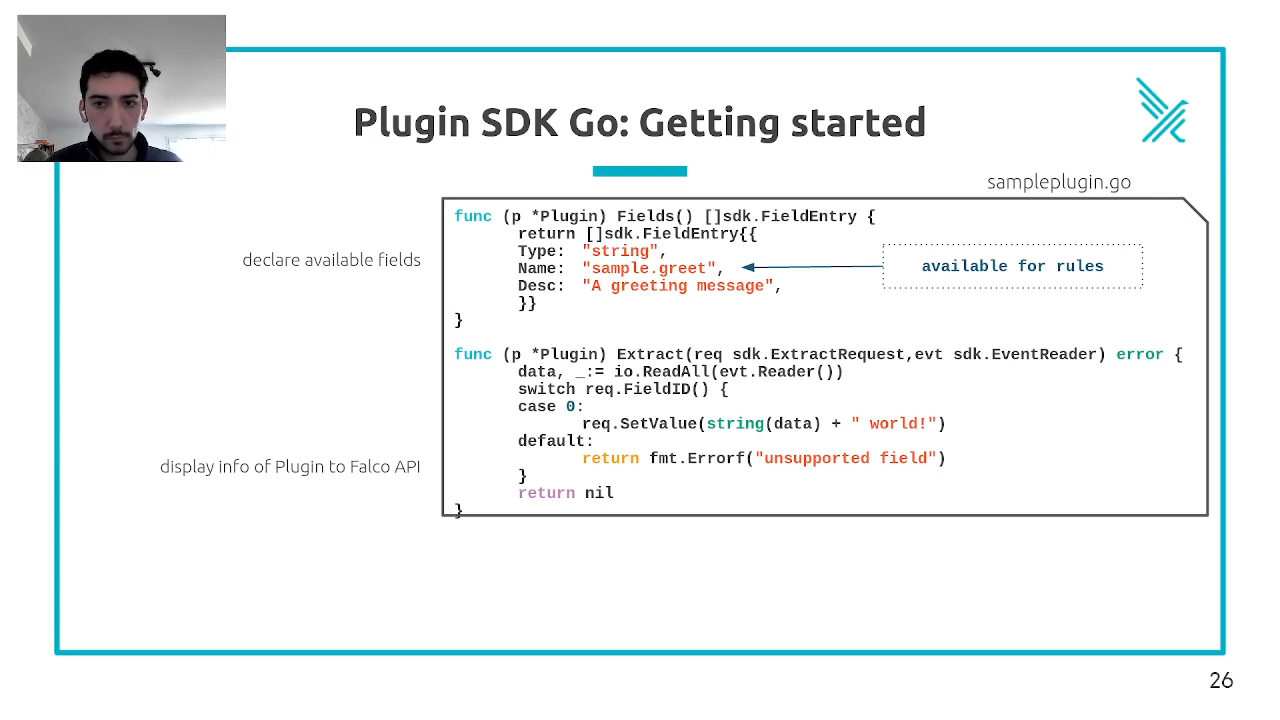 Plugin SDK Go: Getting started
sampleplugin.go
declare available fields
func (p *Plugin) Fields() []sdk.FieldEntry {
return []sdk.FieldEntry{{
Type: "string",
Name: "sample.greet",
Desc: "A greeting message",
}}
}
available for rules
func (p *Plugin) Extract(req sdk.ExtractRequest,evt sdk.EventReader) error {
data, _:= io.ReadAll(evt.Reader())
switch req.FieldID() {
case 0:
req.SetValue(string(data) + " world!")
default:
return fmt.Errorf("unsupported field")
}
return nil
}
display info of Plugin to Falco API
26